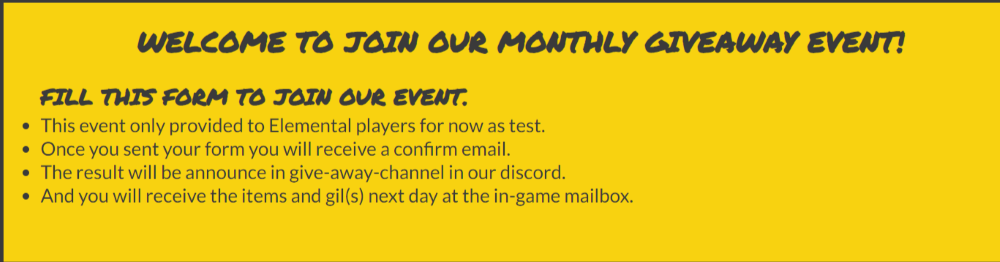 WELCOME TO JOIN OUR MONTHLY GIVEAWAY EVENT!
FILL THIS FORM TO JOIN OUR EVENT.
• This event only provided to Elemental players for now as test.
• Once you sent your form you will receive a confirm email.
• The result will be announce in give-away-channel in our discord.
• And you will receive the items and gil(s) next day at the in-game mailbox.